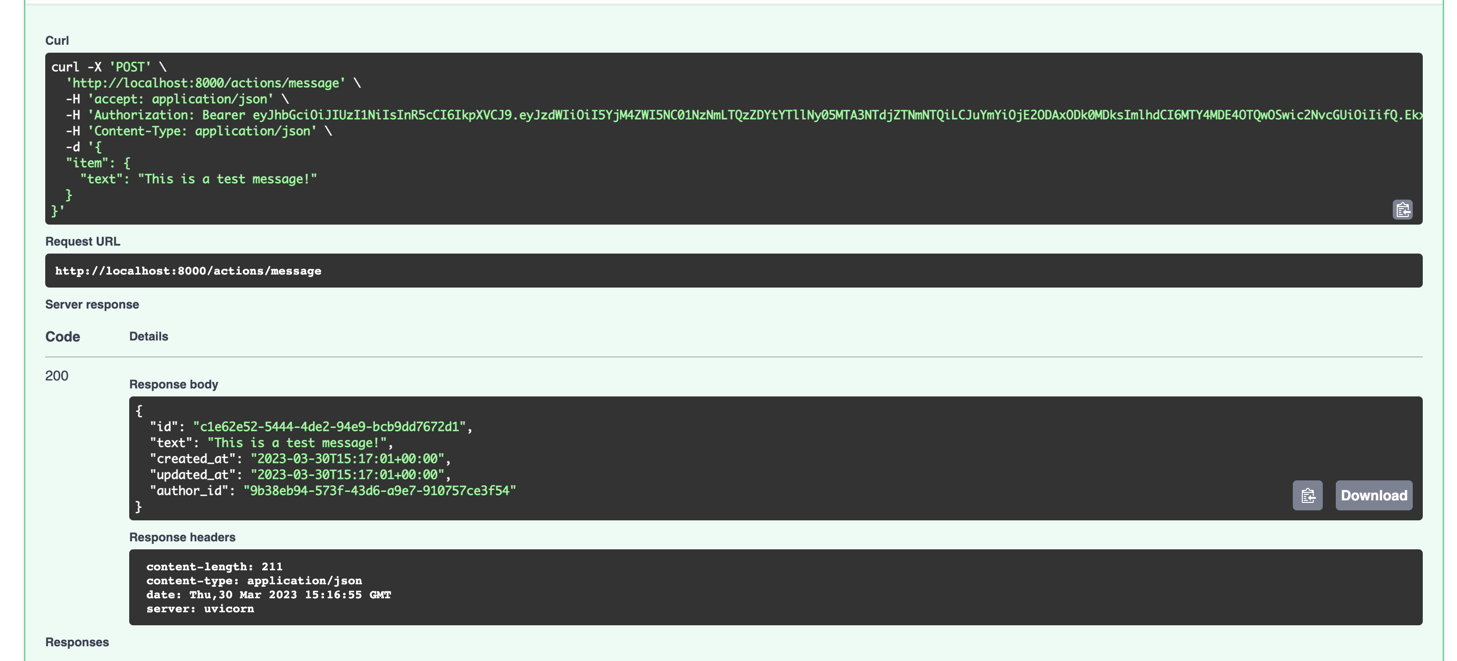 Curl
curl -X 'POST' \
'http://localhost:8000/actions/message' \
-H 'accept: application/json' \
-H 'Authorization: Bearer eyJhbGciOiJIUzI1NiIsInR5cCI6IkpXVCJ9.eyJzdWIiOiI5YjM4ZWI5NC01NzNmLTQzZDYtYTllNy05MTA3NTdjZTNmNTQiLCJuYmYiOjE2ODAxODk0MDksImlhdCI6MTY4MDE4OTQwOSwic2NvcGUiOiIifQ.Ekx
-H 'Content-Type: application/json' \
-d '{
"item": {
"text": "This is a test message!"
}
}'
Request URL
http://localhost:8000/actions/message
Server response
Code Details
200
Response body
{
"id": "c1e62e52-5444-4de2-94e9-bcb9dd7672d1",
"text": "This is a test message!",
"created_at": "2023-03-30T15:17:01+00:00",
"updated_at": "2023-03-30T15:17:01+00:00",
"author_id": "9b38eb94-573f-43d6-a9e7-910757ce3f54"
}
Download
Response headers
content-length: 211
content-type: application/json
date: Thu,30 Mar 2023 15:16:55 GMT
server: uvicorn
Responses